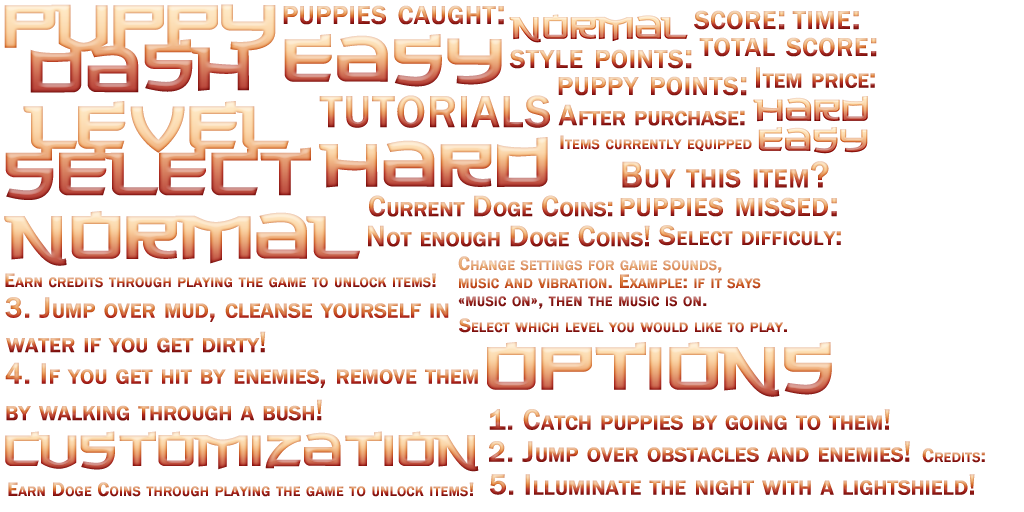 PUPPY
DASH
PUPPIES CAUGHT:
EASY
NORMAL
SCORE: TIME:
STYLE POINTS:
TOTAL SCORE:
PUPPY POINTS:
ITEM PRICE:
LEVEL
SELECT
TUTORIALS
AFTER PURCHASE:
HARD
EASY
ITEMS CURRENTLY EQUIPPED
HARD
BUY THIS ITEM?
NORMAL
CURRENT DOGE COINS:
PUPPIES MISSED:
NOT ENOUGH DOGE COINS!
SELECT DIFFICULY:
EARN CREDITS THROUGH PLAYING THE GAME TO UNLOCK ITEMS!
CHANGE SETTINGS FOR GAME SOUNDS,
MUSIC AND VIBRATION. EXAMPLE: IF IT SAYS
«MUSIC ON», THEN THE MUSIC IS ON.
3. JUMP OVER MUD, CLEANSE YOURSELF IN
WATER IF YOU GET DIRTY!
SELECT WHICH LEVEL YOU WOULD LIKE TO PLAY.
4. IF YOU GET HIT BY ENEMIES, REMOVE THEM
BY WALKING THROUGH A BUSH!
OPTIONS
CUSTOMIZATION
1. CATCH PUPPIES BY GOING TO THEM!
2. JUMP OVER OBSTACLES AND ENEMIES!
CREDITS:
EARN DOGE COINS THROUGH PLAYING THE GAME TO UNLOCK ITEMS!
5. ILLUMINATE THE NIGHT WITH A LIGHTSHIELD!